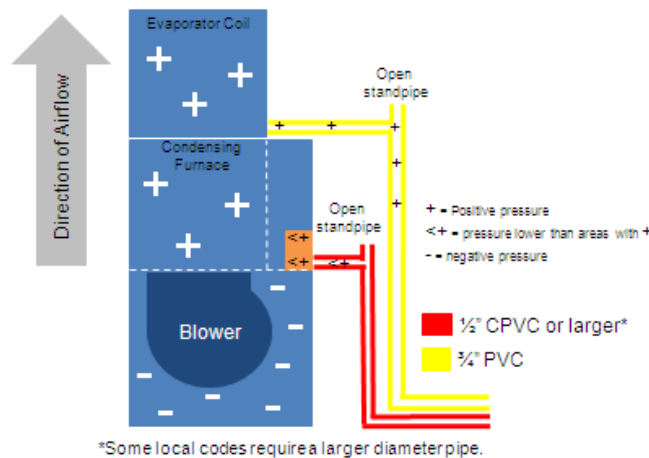 Evaporator Coil
+
+
+
Direction of Airflow
Open
standpipe
+ + +
+
+
Condensing
Furnace
+
+
Open
standpipe
<+
<+ <+
+ = Positive pressure
<+ = pressure lower than areas with +
- = negative pressure
Blower
-
-
-
-
-
-
-
-
½" CPVC or larger*
¾" PVC
*Some local codes require a larger diameter pipe.